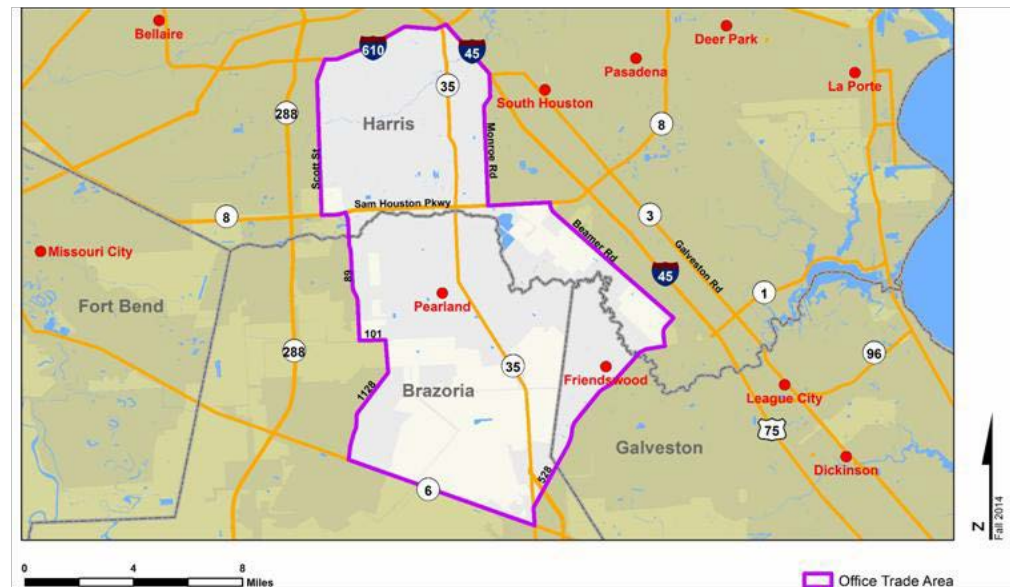 Bellaire
Deer Park
610
45
Pasadena
La Porte
35
South Houston
288
Harris
8
Monroe Rd
Scott St
Sam Houston Pkwy
8
3
Beamer Rd
Galveston Rd
Missouri City
45
89
Pearland
1
Fort Bend
101
288
35
96
Friendswood
1128
Brazoria
League City
75
Galveston
Dickinson
528
6
N
Fall 2014
0 4 8
Miles
Office Trade Area